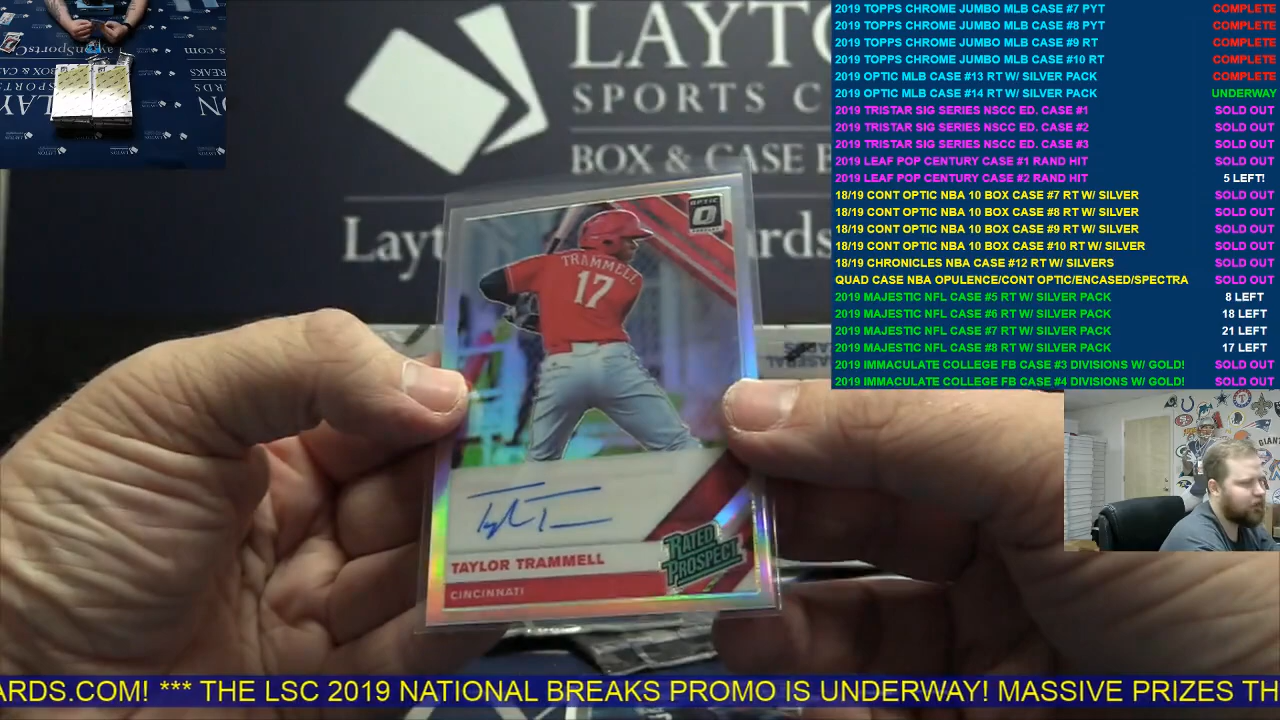 LAYTO
SPORTS C
BOX & CASE
Layt
rds.com
OPTIC
TRAMMELL
17
TAYLOR TRAMMELL
CINCINNATI
RATED
PROSPECT
2019 TOPPS CHROME JUMBO MLB CASE #7 PYT COMPLETE
2019 TOPPS CHROME JUMBO MLB CASE #8 PYT COMPLETE
2019 TOPPS CHROME JUMBO MLB CASE #9 RT COMPLETE
2019 TOPPS CHROME JUMBO MLB CASE #10 RT COMPLETE
2019 OPTIC MLB CASE #13 RT W/ SILVER PACK COMPLETE
2019 OPTIC MLB CASE #14 RT W/ SILVER PACK UNDERWAY
2019 TRISTAR SIG SERIES NSCC ED. CASE #1 SOLD OUT
2019 TRISTAR SIG SERIES NSCC ED. CASE #2 SOLD OUT
2019 TRISTAR SIG SERIES NSCC ED. CASE #3 SOLD OUT
2019 LEAF POP CENTURY CASE #1 RAND HIT SOLD OUT
2019 LEAF POP CENTURY CASE #2 RAND HIT 5 LEFT!
18/19 CONT OPTIC NBA 10 BOX CASE #7 RT W/ SILVER SOLD OUT
18/19 CONT OPTIC NBA 10 BOX CASE #8 RT W/ SILVER SOLD OUT
18/19 CONT OPTIC NBA 10 BOX CASE #9 RT W/ SILVER SOLD OUT
18/19 CONT OPTIC NBA 10 BOX CASE #10 RT W/ SILVER SOLD OUT
18/19 CHRONICLES NBA CASE #12 RT W/ SILVERS SOLD OUT
QUAD CASE NBA OPULENCE/CONT OPTIC/ENCASED/SPECTRA SOLD OUT
2019 MAJESTIC NFL CASE #5 RT W/ SILVER PACK 8 LEFT
2019 MAJESTIC NFL CASE #6 RT W/ SILVER PACK 18 LEFT
2019 MAJESTIC NFL CASE #7 RT W/ SILVER PACK 21 LEFT
2019 MAJESTIC NFL CASE #8 RT W/ SILVER PACK 17 LEFT
2019 IMMACULATE COLLEGE FB CASE #3 DIVISIONS W/ GOLD! SOLD OUT
2019 IMMACULATE COLLEGE FB CASE #4 DIVISIONS W/ GOLD! SOLD OUT
GIANTS
ARDS.COM! *** THE LSC 2019 NATIONAL BREAKS PROMO IS UNDERWAY! MASSIVE PRIZES TH